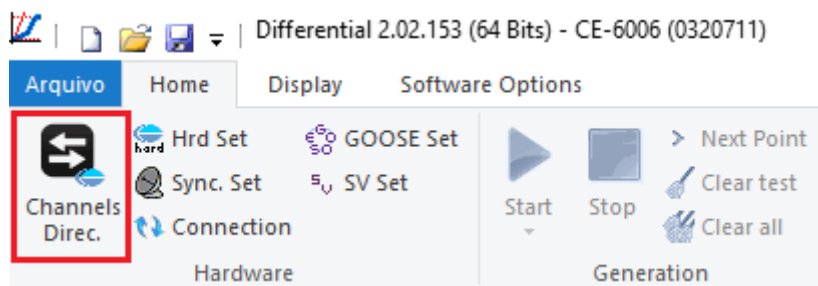 Differential 2.02.153 (64 Bits) - CE-6006 (0320711)
Arquivo Home Display Software Options
Channels Direc.
hard Hrd Set
Sync. Set
Connection
GOOSE Set
SV Set
Hardware
Start
Stop
Next Point
Clear test
Clear all
Generation